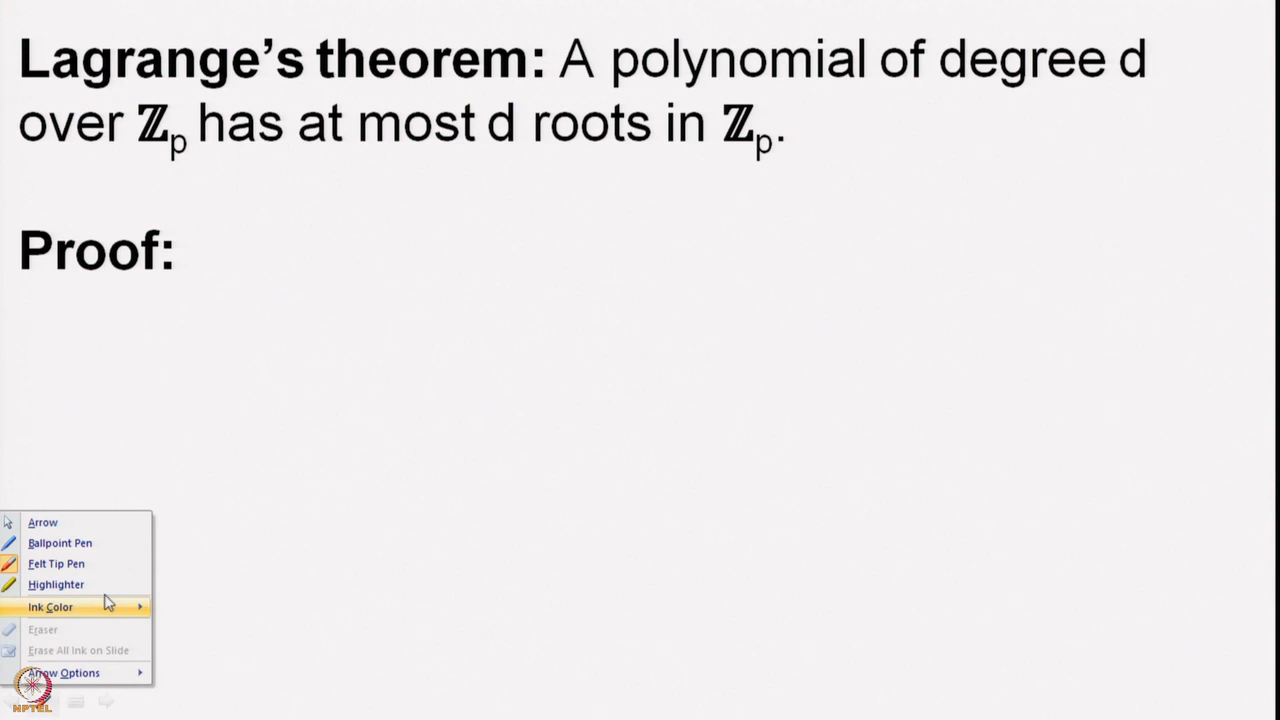 Lagrange’s theorem: A polynomial of degree d
over ℤp has at most d roots in ℤp.
Proof:
Arrow
Ballpoint Pen
Felt Tip Pen
Highlighter
Ink Color
Eraser
Erase All Ink on Slide
Arrow Options
NPTEL